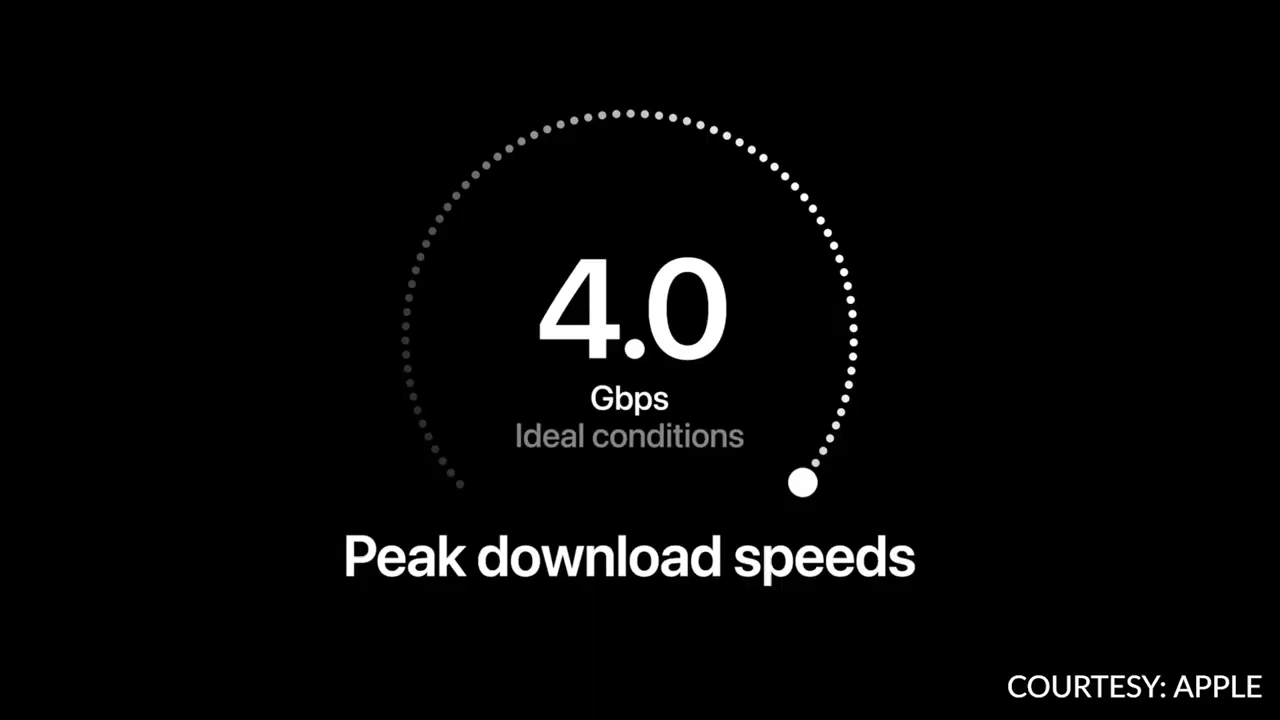 4.0
Gbps
Ideal conditions
Peak download speeds
COURTESY: APPLE